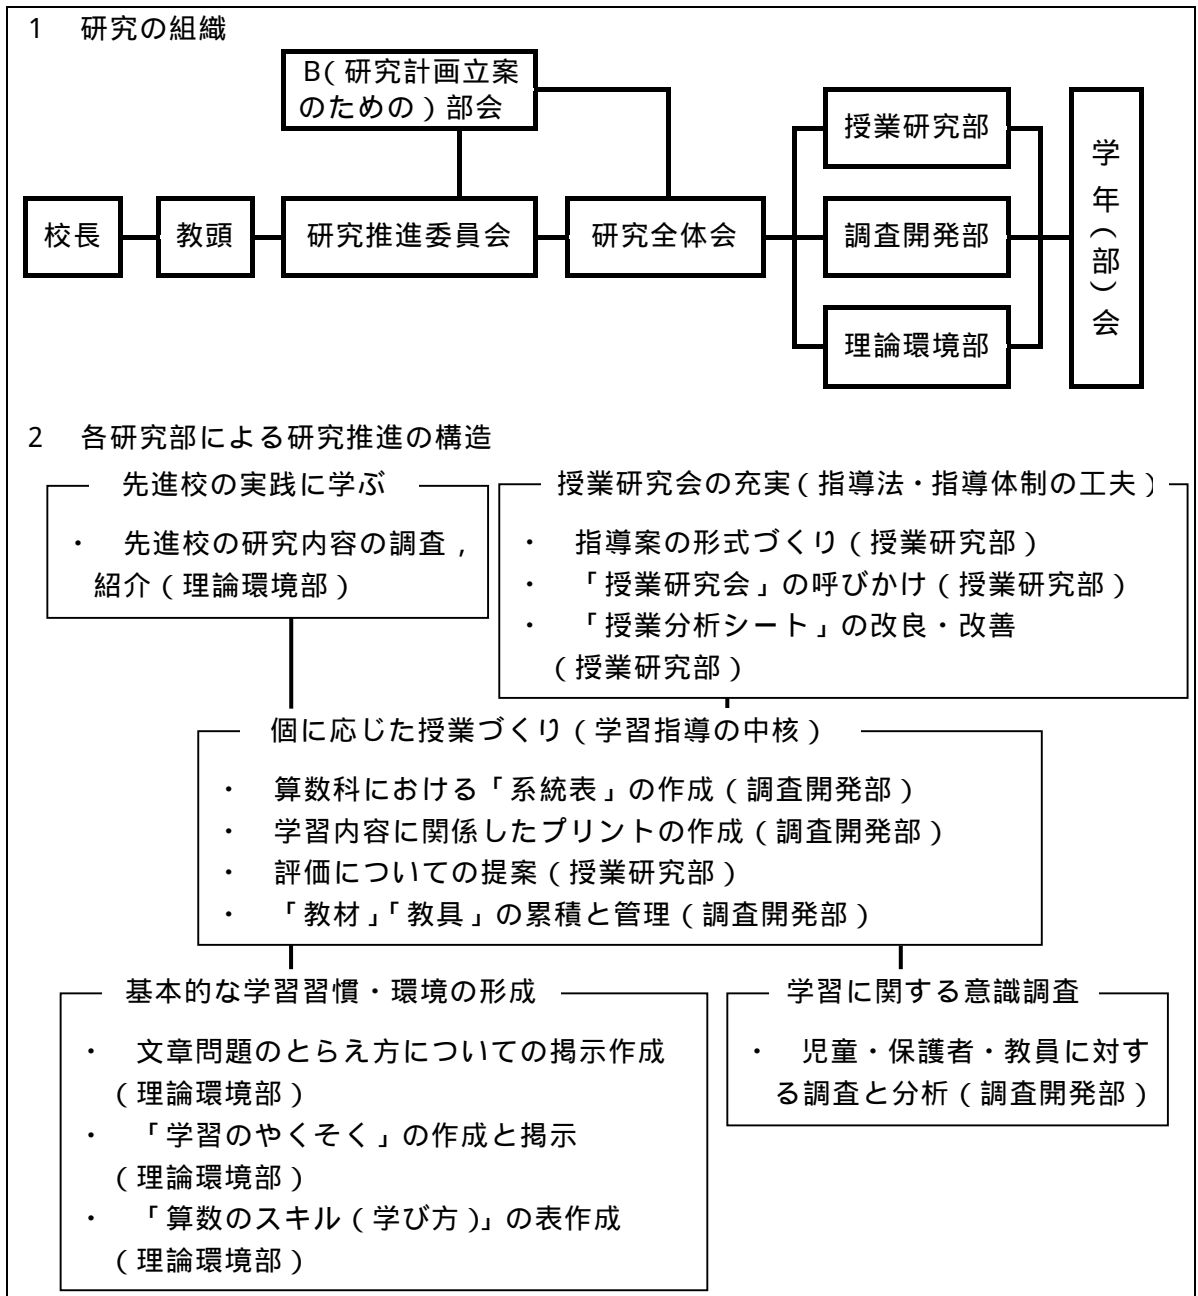 1　研究の組織
B(研究計画立案
のための)部会
授業研究部
校長
教頭
研究推進委員会
研究全体会
調査開発部
理論環境部
学年(部)会
2　各研究部による研究推進の構造
先進校の実践に学ぶ
・　先進校の研究内容の調査,
紹介(理論環境部)
授業研究会の充実(指導法・指導体制の工夫)
・　指導案の形式づくり(授業研究部)
・　「授業研究会」の呼びかけ(授業研究部)
・　「授業分析シート」の改良・改善
(授業研究部)
個に応じた授業づくり(学習指導の中核)
・　算数科における「系統表」の作成(調査開発部)
・　学習内容に関係したプリントの作成(調査開発部)
・　評価についての提案(授業研究部)
・　「教材」「教具」の累積と管理(調査開発部)
基本的な学習習慣・環境の形成
・　文章問題のとらえ方についての掲示作成
(理論環境部)
・　「学習のやくそく」の作成と掲示
(理論環境部)
・　「算数のスキル(学び方)」の表作成
(理論環境部)
学習に関する意識調査
・　児童・保護者・教員に対す
る調査と分析(調査開発部)